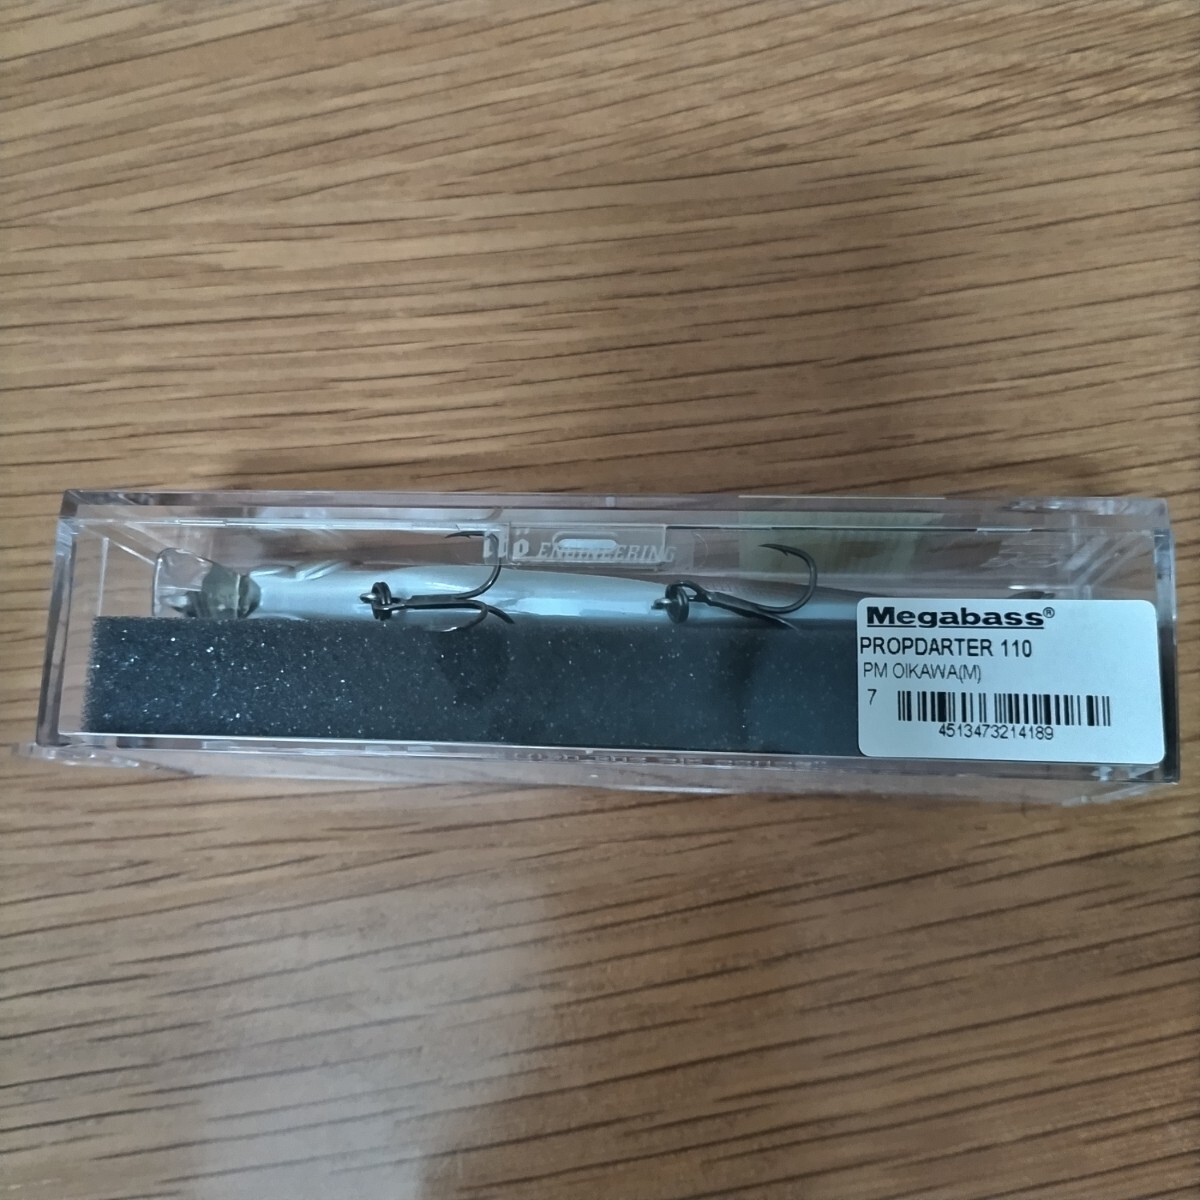 ENGINEERING
Megabass®
PROPDARTER 110
PM OIKAWA(M)
7
4513473214189